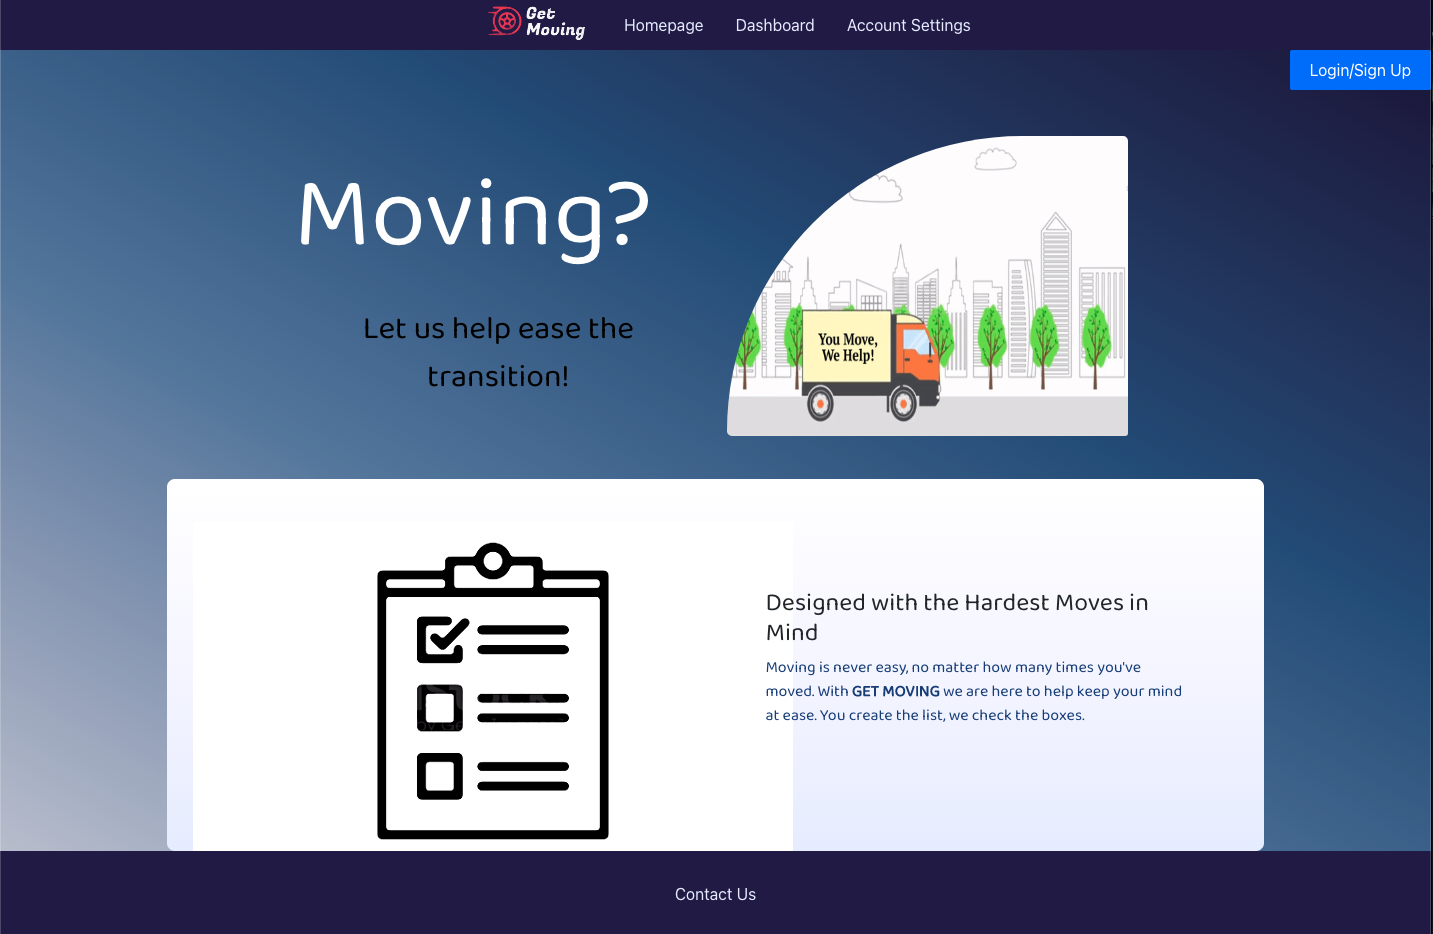 Get
Moving
Homepage
Dashboard
Account Settings
Login/Sign Up
Moving?
Let us help ease the
transition!
You Move,
We Help!
Designed with the Hardest Moves in
Mind
Moving is never easy, no matter how many times you've
moved. With GET MOVING we are here to help keep your mind
at ease. You create the list, we check the boxes.
Contact Us